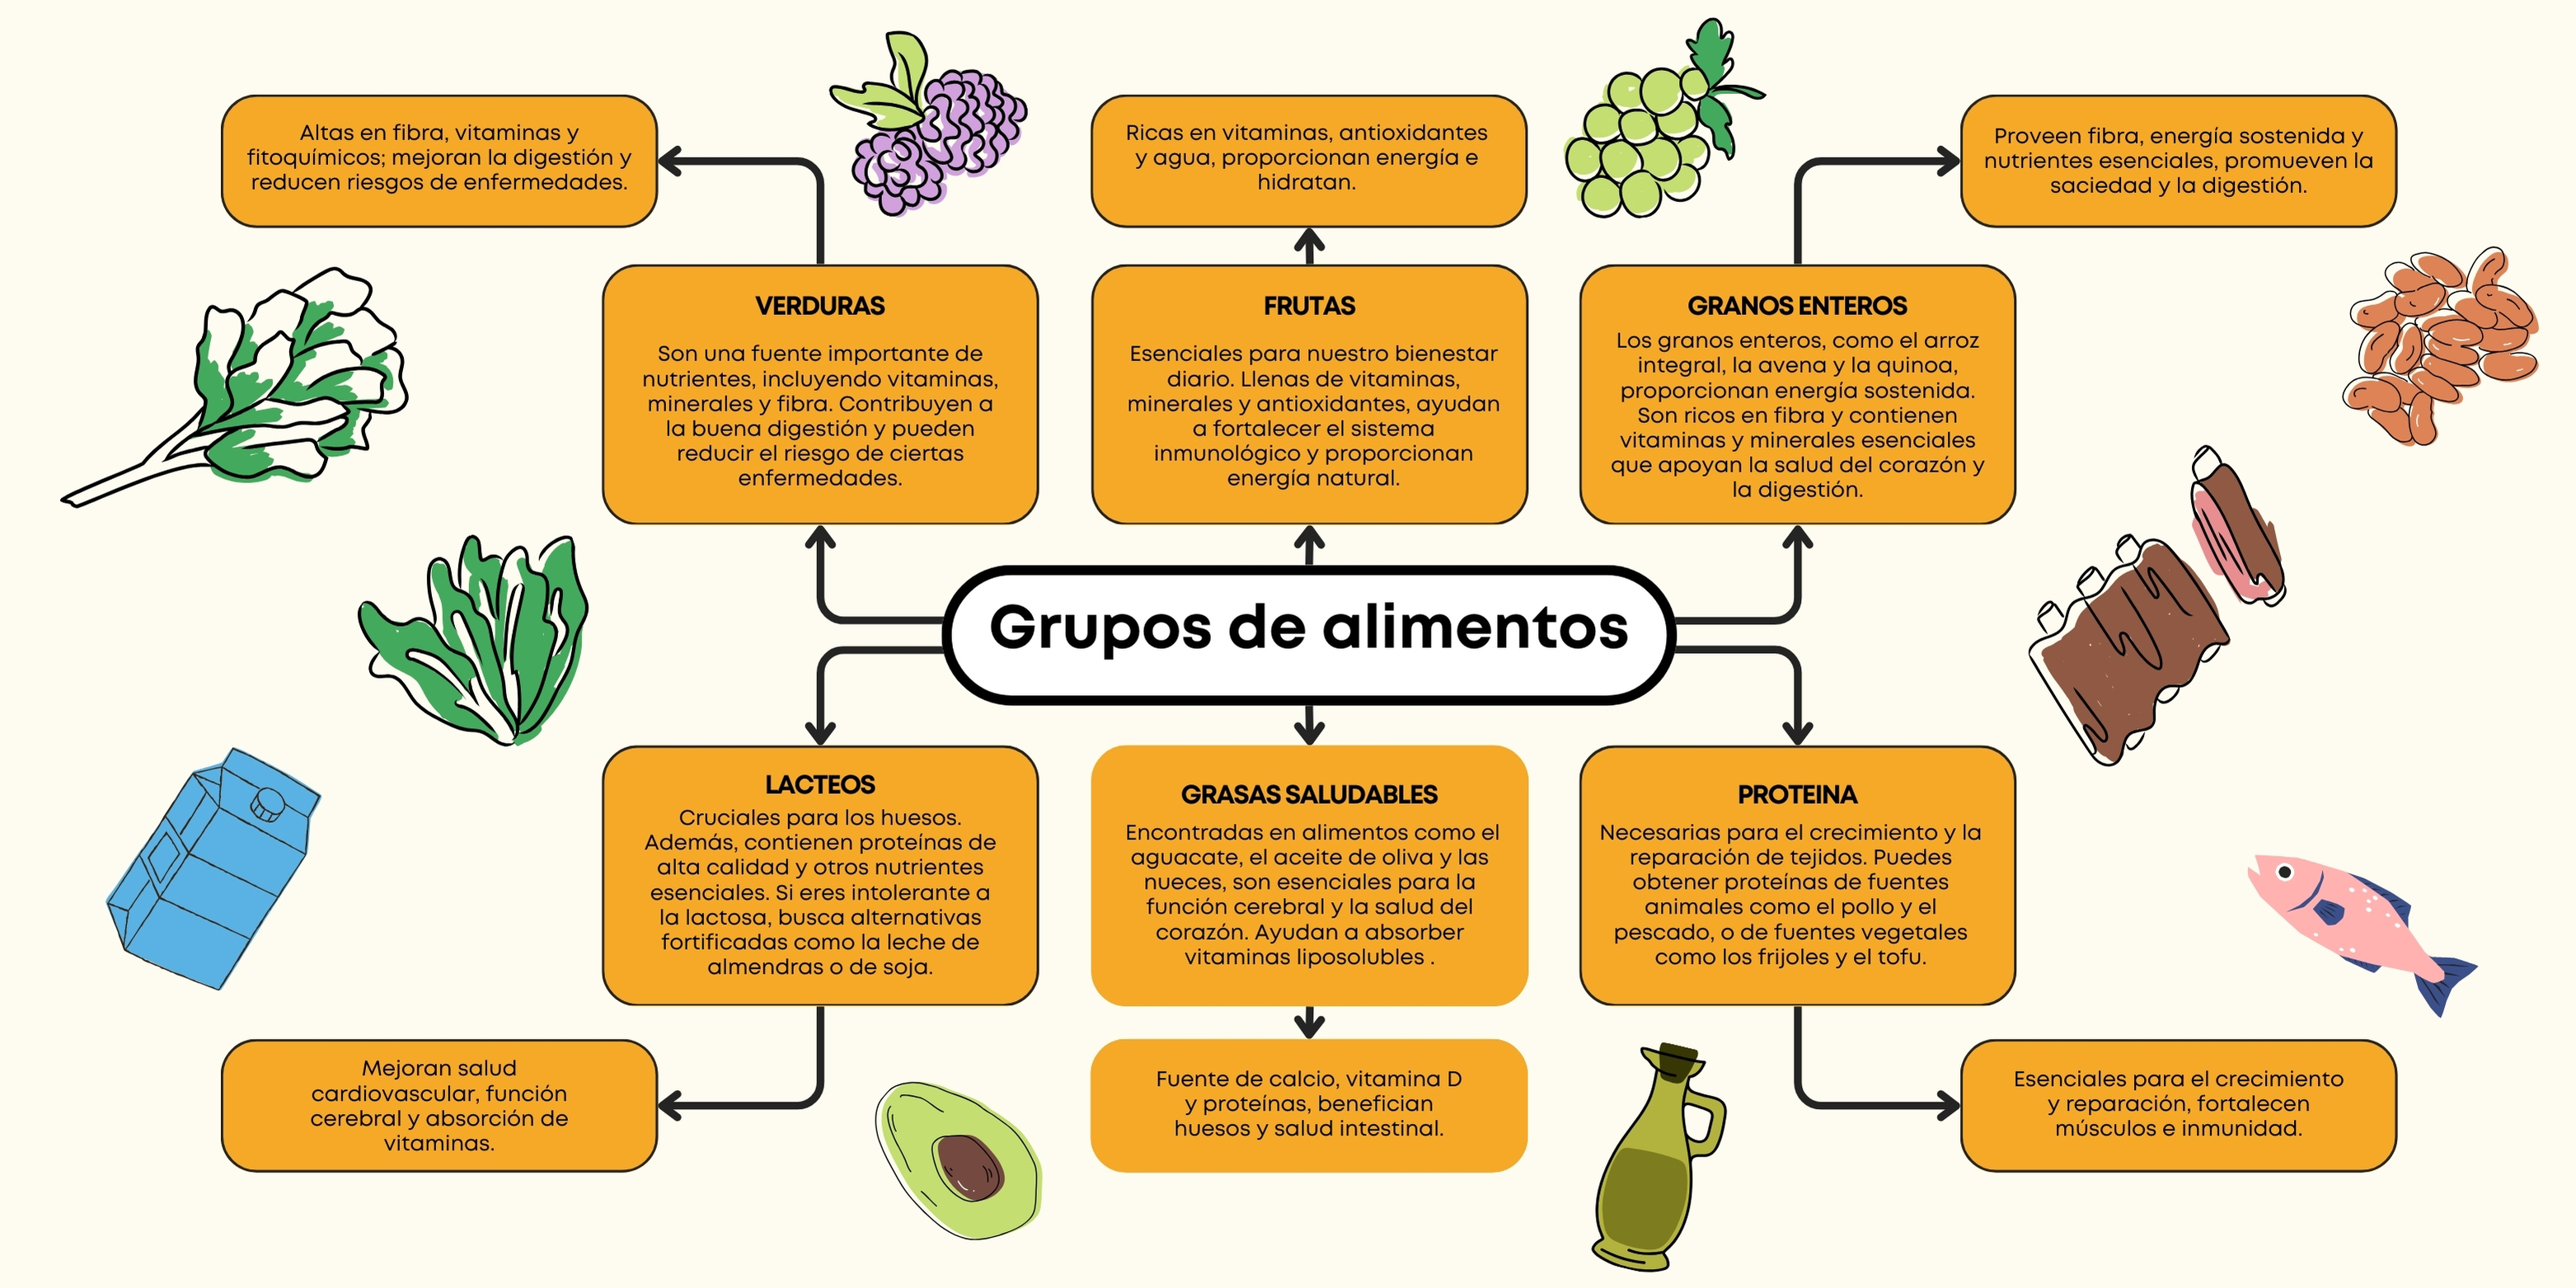 Altas en fibra, vitaminas y
fitoquímicos; mejoran la digestión y
reducen riesgos de enfermedades.
Ricas en vitaminas, antioxidantes
y agua, proporcionan energía e
hidratan.
Proveen fibra, energía sostenida y
nutrientes esenciales, promueven la
saciedad y la digestión.
VERDURAS
Son una fuente importante de
nutrientes, incluyendo vitaminas,
minerales y fibra. Contribuyen a
la buena digestión y pueden
reducir el riesgo de ciertas
enfermedades.
FRUTAS
Esenciales para nuestro bienestar
diario. Llenas de vitaminas,
minerales y antioxidantes, ayudan
a fortalecer el sistema
inmunológico y proporcionan
energía natural.
GRANOS ENTEROS
Los granos enteros, como el arroz
integral, la avena y la quinoa,
proporcionan energía sostenida.
Son ricos en fibra y contienen
vitaminas y minerales esenciales
que apoyan la salud del corazón y
la digestión.
Grupos de alimentos
LACTEOS
Cruciales para los huesos.
Además, contienen proteínas de
alta calidad y otros nutrientes
esenciales. Si eres intolerante a
la lactosa, busca alternativas
fortificadas como la leche de
almendras o de soja.
GRASAS SALUDABLES
Encontradas en alimentos como el
aguacate, el aceite de oliva y las
nueces, son esenciales para la
función cerebral y la salud del
corazón. Ayudan a absorber
vitaminas liposolubles .
PROTEINA
Necesarias para el crecimiento y la
reparación de tejidos. Puedes
obtener proteínas de fuentes
animales como el pollo y el
pescado, o de fuentes vegetales
como los frijoles y el tofu.
Mejoran salud
cardiovascular, función
cerebral y absorción de
vitaminas.
Fuente de calcio, vitamina D
y proteínas, benefician
huesos y salud intestinal.
Esenciales para el crecimiento
y reparación, fortalecen
músculos e inmunidad.